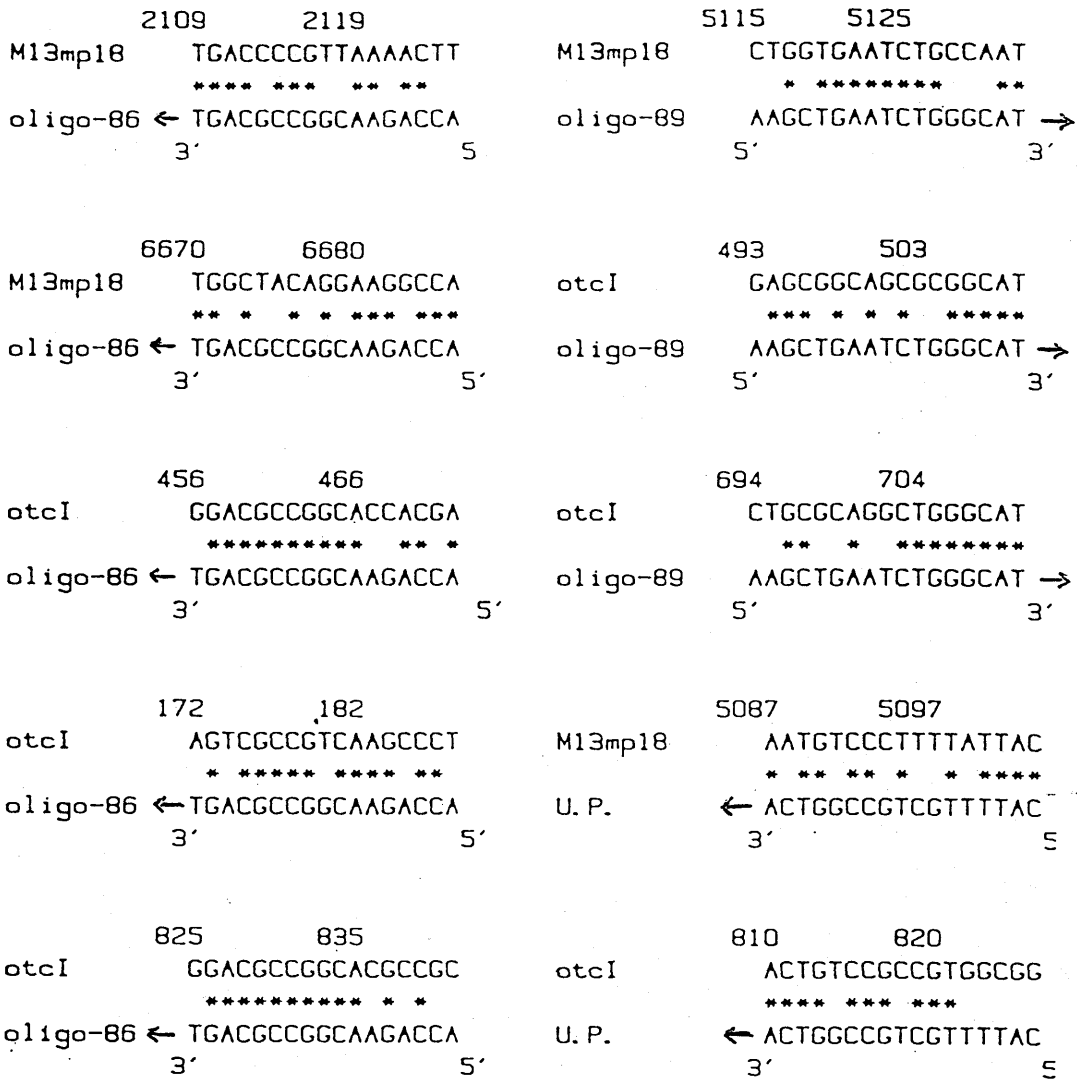 2109 2119
M13mp18 TGACCCCGTTAAAACTT
**** *** ** **
oligo-86 ← TGACGCCGGCAAGACCA
3′ 5
5115 5125
M13mp18 CTGGTGAATCTGCCAAT
* ******** **
oligo-89 AAGCTGAATCTGGGCAT →
5′ 3′
6670 6680
M13mp18 TGGCTACAGGAAGGCCA
** * * * *** ***
oligo-86 ← TGACGCCGGCAAGACCA
3′ 5′
493 503
otcI GAGCGGCAGCGCGGCAT
*** * * * *****
oligo-89 AAGCTGAATCTGGGCAT →
5′ 3′
456 466
otcI GGACGCCGGCACCACGA
********** ** *
oligo-86 ← TGACGCCGGCAAGACCA
3′ 5′
694 704
otcI CTGCGCAGGCTGGGCAT
** * ********
oligo-89 AAGCTGAATCTGGGCAT →
5′ 3′
172 182
otcI AGTCGCCGTCAAGCCCT
* ***** **** **
oligo-86 ← TGACGCCGGCAAGACCA
3′ 5′
5087 5097
M13mp18 AATGTCCCTTTTATTAC
* ** ** * * ****
U.P. ← ACTGGCCGTCGTTTTAC
3′ 5
825 835
otcI GGACGCCGGCACGCCGC
********** * *
oligo-86 ← TGACGCCGGCAAGACCA
3′ 5′
810 820
otcI ACTGTCCGCCGTGGCGG
**** *** ***
U.P. ← ACTGGCCGTCGTTTTAC
3′ 5